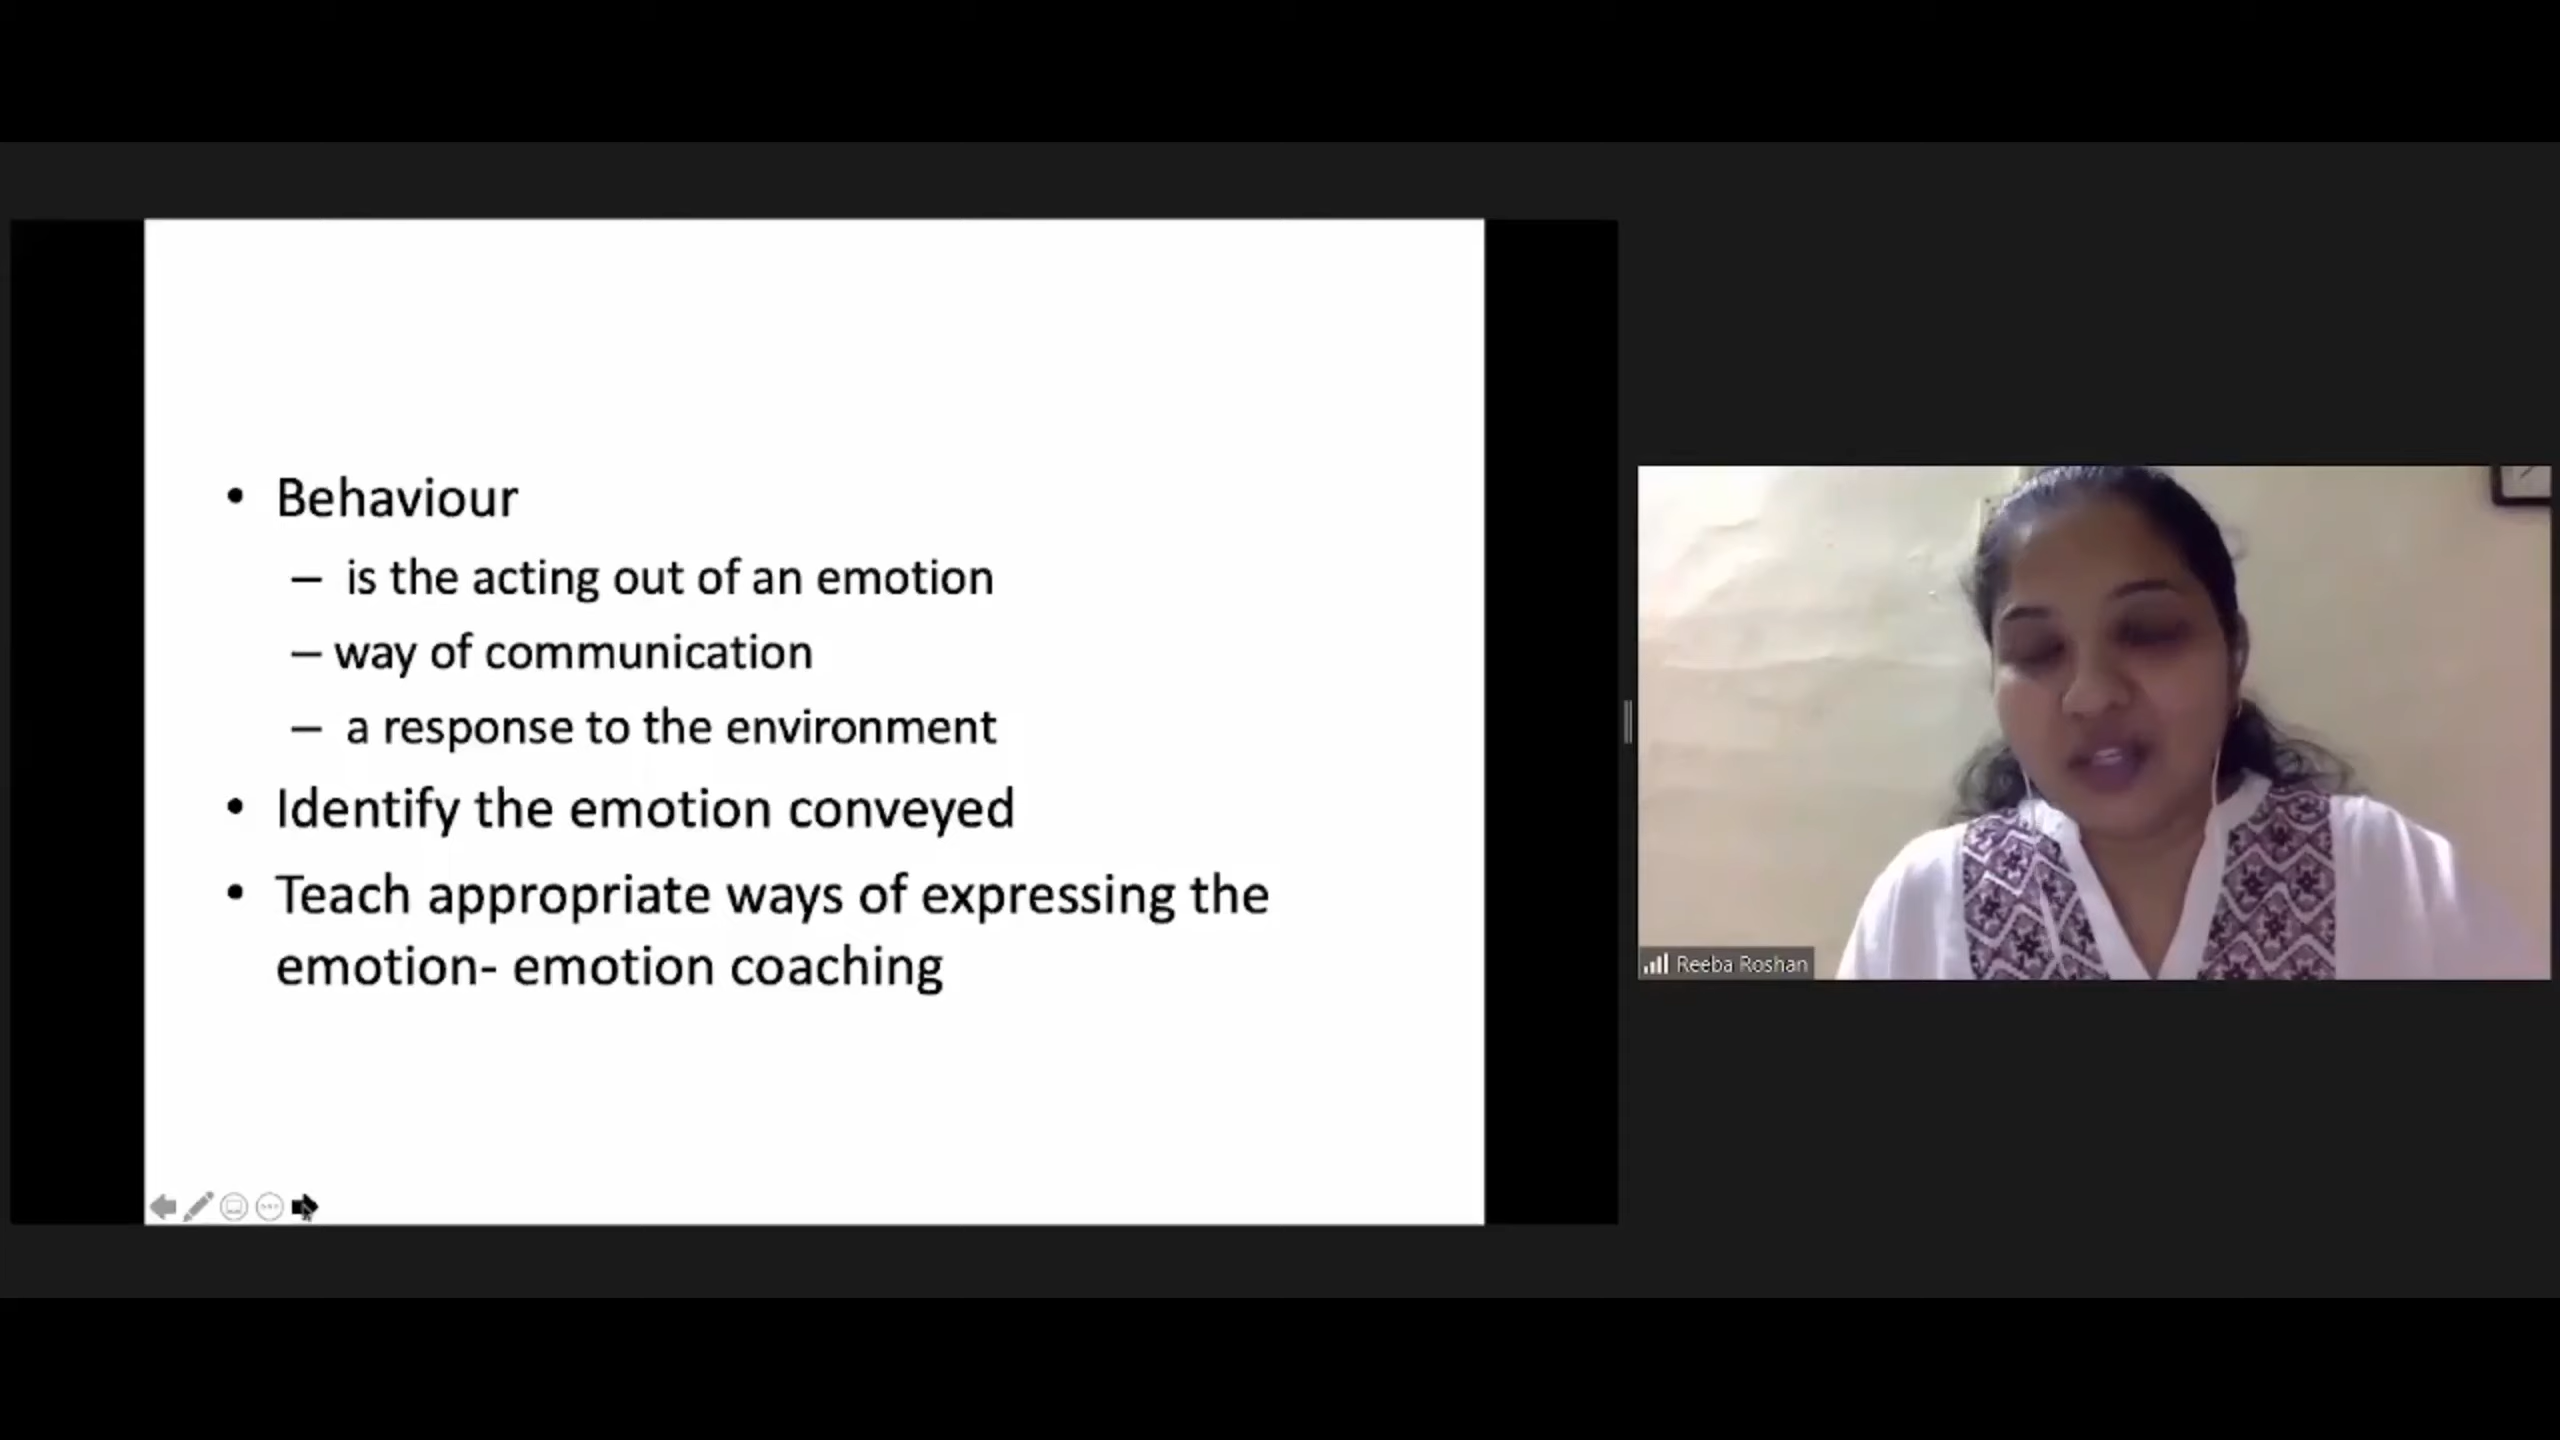 • Behaviour
– is the acting out of an emotion
– way of communication
– a response to the environment
• Identify the emotion conveyed
• Teach appropriate ways of expressing the
emotion- emotion coaching
Reeba Roshan